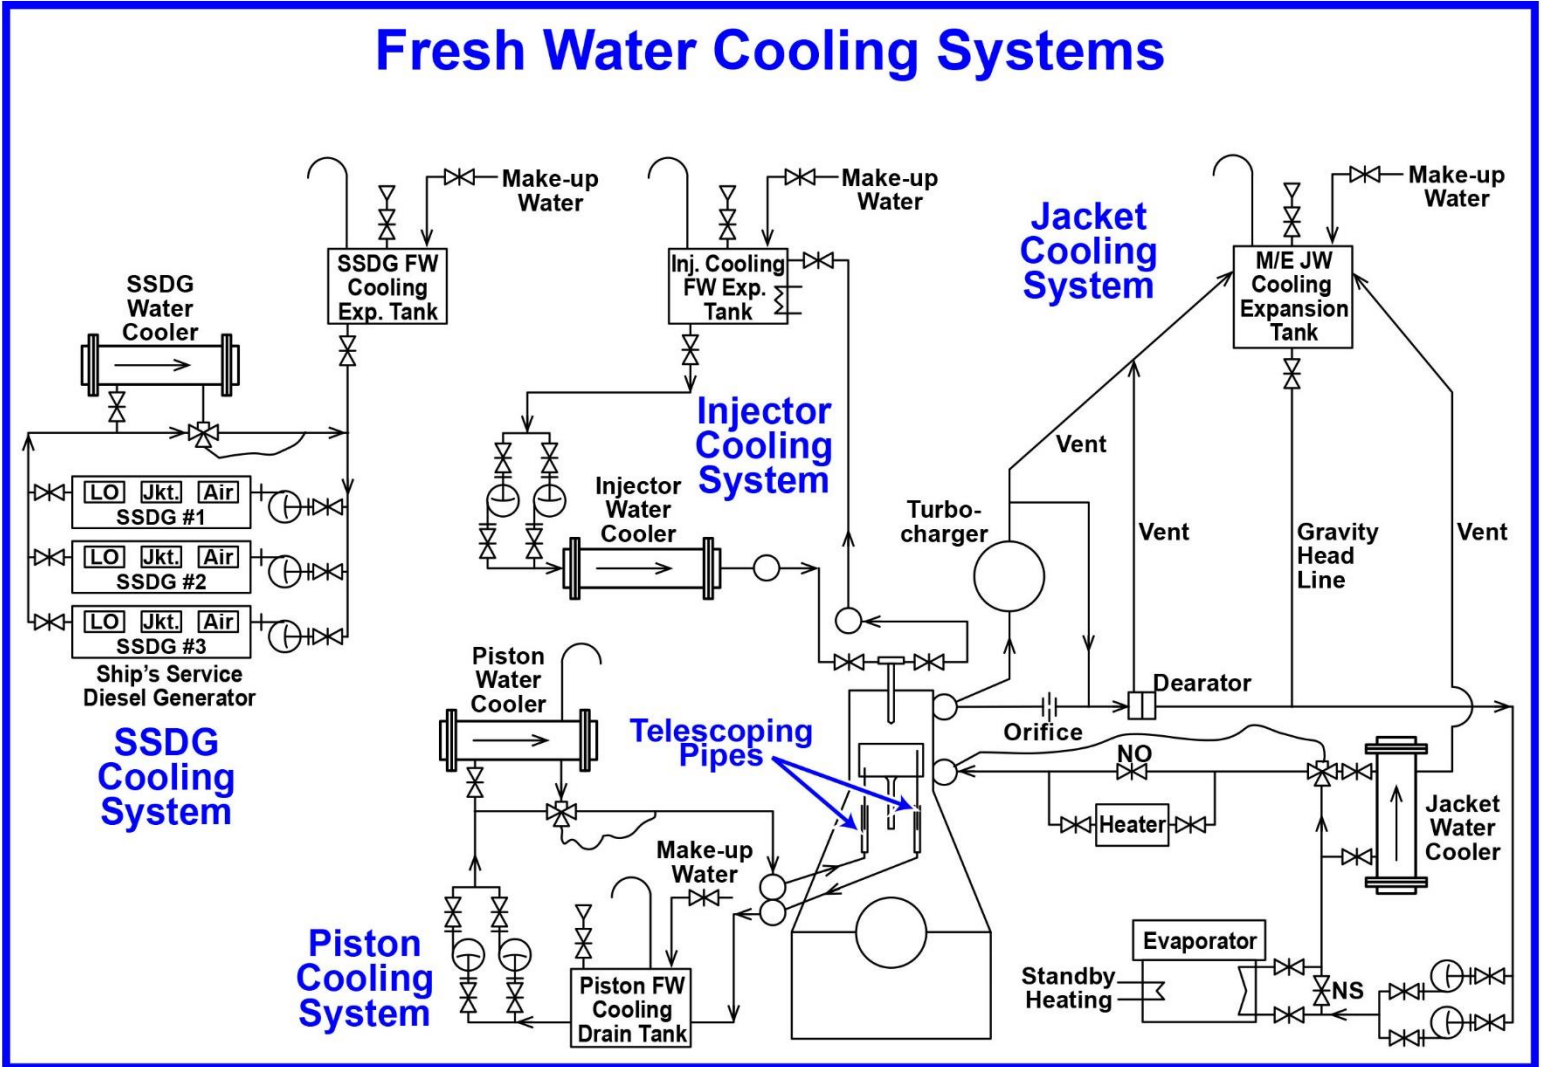 Fresh Water Cooling Systems
Make-up
Water
SSDG FW
Cooling
Exp. Tank
SSDG
Water
Cooler
LO Jkt. Air
SSDG #1
LO Jkt. Air
SSDG #2
LO Jkt. Air
SSDG #3
Ship's Service
Diesel Generator
SSDG
Cooling
System
Make-up
Water
Inj. Cooling
FW Exp.
Tank
Injector
Cooling
System
Injector
Water
Cooler
Piston
Water
Cooler
Telescoping
Pipes
Make-up
Water
Piston
Cooling
System
Piston FW
Cooling
Drain Tank
Jacket
Cooling
System
Make-up
Water
M/E JW
Cooling
Expansion
Tank
Vent
Turbo-
charger
Vent
Gravity
Head
Line
Vent
Dearator
Orifice
NO
Heater
Jacket
Water
Cooler
Evaporator
Standby
Heating
NS